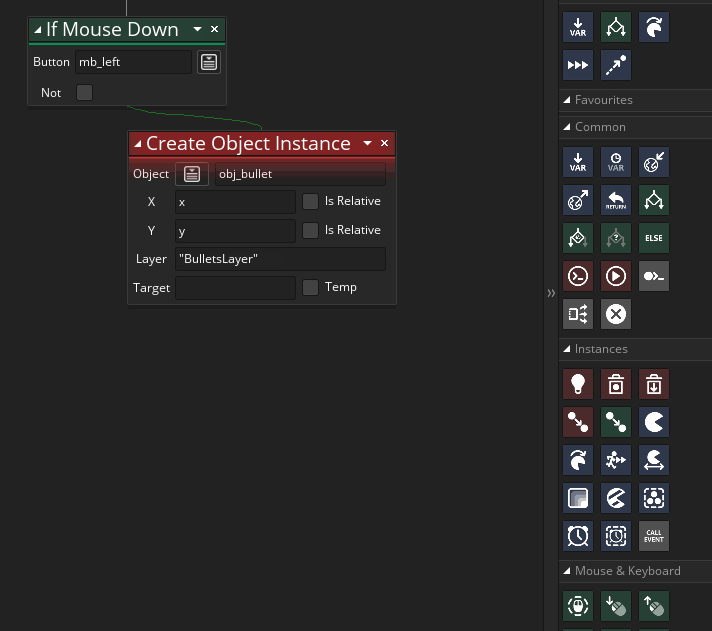 If Mouse Down
Button mb_left
Not
Create Object Instance
Object obj_bullet
X x Is Relative
Y y Is Relative
Layer "BulletsLayer"
Target Temp
VAR
Favourites
Common
VAR VAR
RETURN
? ELSE
Instances
CALL
EVENT
Mouse & Keyboard